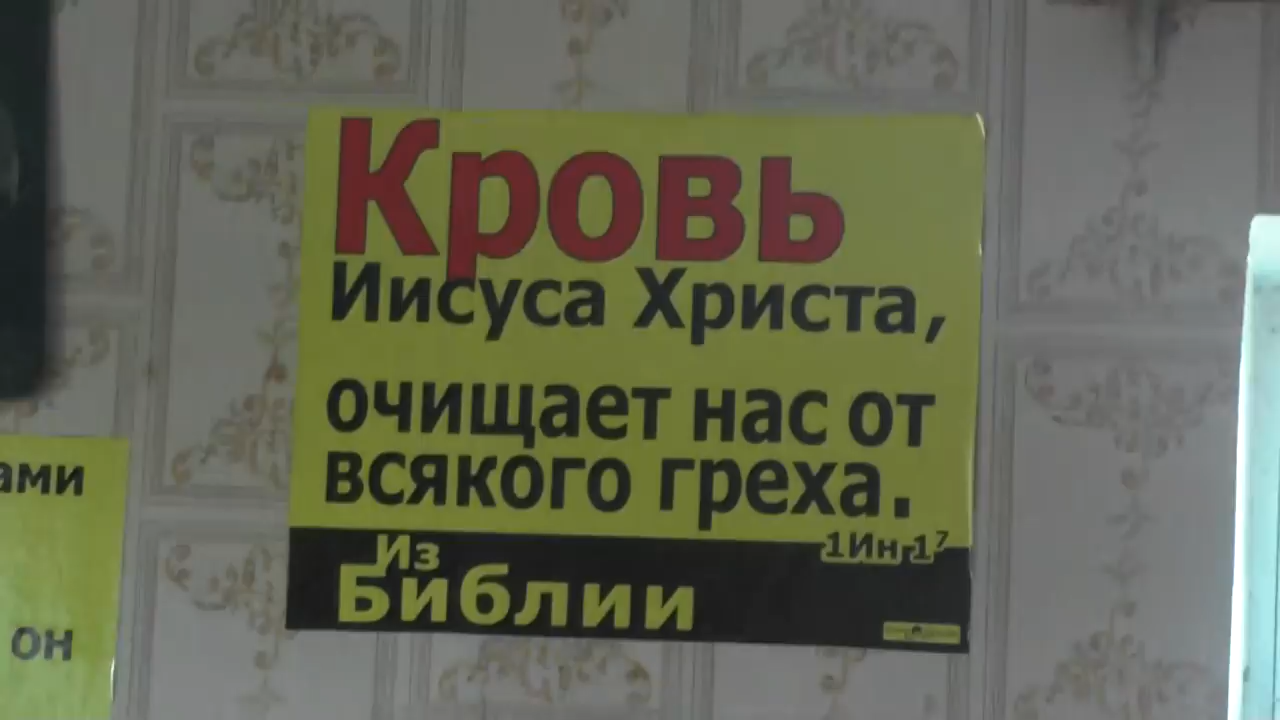 Кровь
Иисуса Христа,
очищает нас от
всякого греха.
1Ин 1⁷
Из
Библии
ами
он